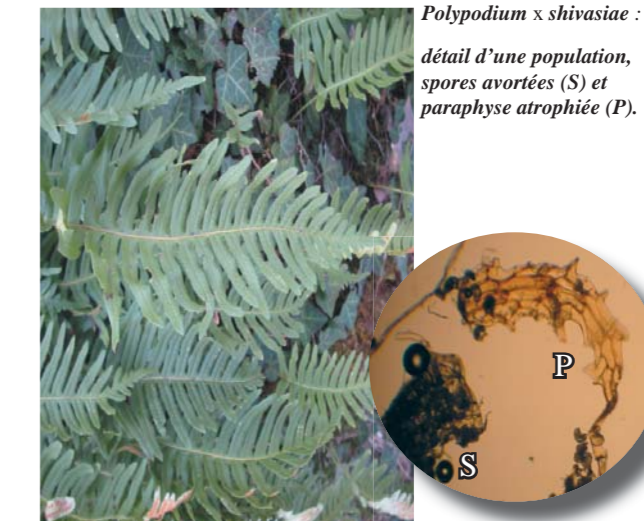 Polypodium x shivasiae :
détail d’une population,
spores avortées (S) et
paraphyse atrophiée (P).
P
S